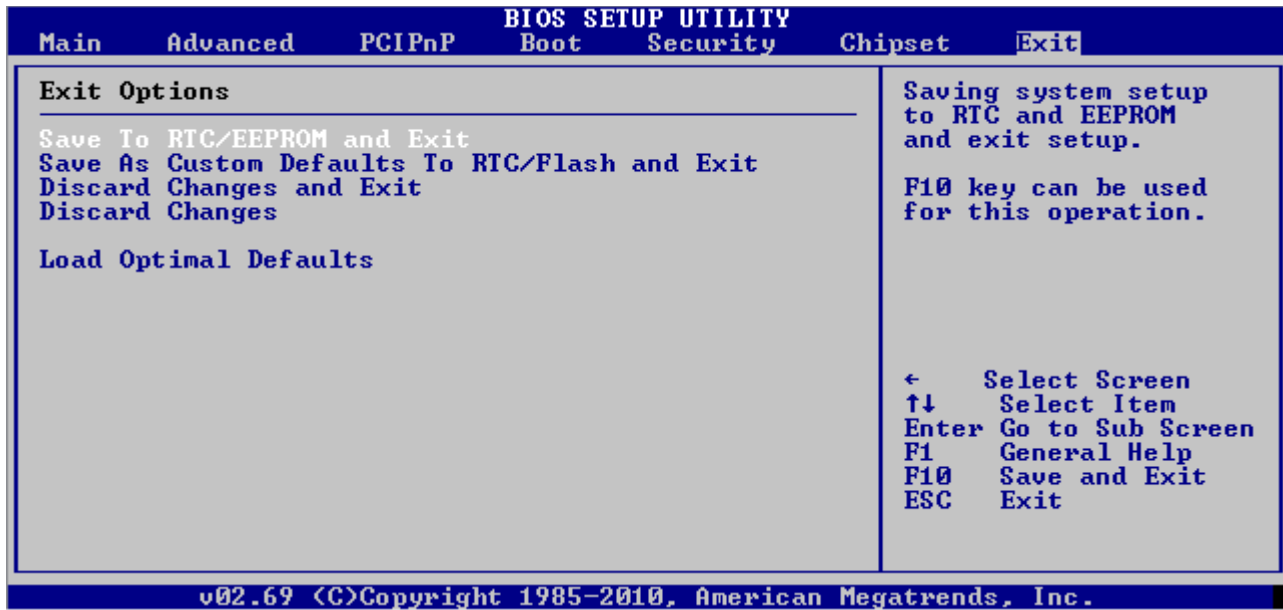 BIOS SETUP UTILITY
Main Advanced PCIPnP Boot Security Chipset Exit
Exit Options
Save To RTC/EEPROM and Exit
Save As Custom Defaults To RTC/Flash and Exit
Discard Changes and Exit
Discard Changes
Load Optimal Defaults
Saving system setup
to RTC and EEPROM
and exit setup.
F10 key can be used
for this operation.
← Select Screen
↑↓ Select Item
Enter Go to Sub Screen
F1 General Help
F10 Save and Exit
ESC Exit
v02.69 (C)Copyright 1985-2010, American Megatrends, Inc.